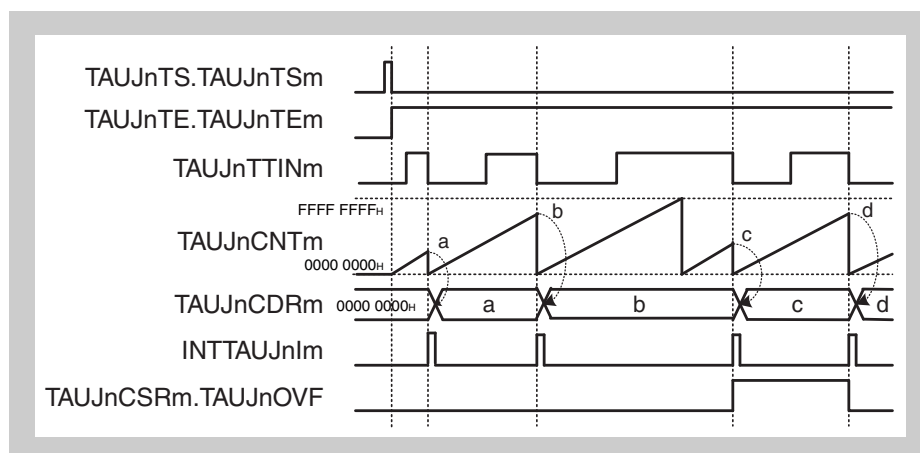 TAUJnTS.TAUJnTSm
TAUJnTE.TAUJnTEm
TAUJnTTINm
FFFF FFFFH
TAUJnCNTm
0000 0000H
a
b
c
d
TAUJnCDRm
0000 0000H
a
b
c
d
INTTAUJnIm
TAUJnCSRm.TAUJnOVF